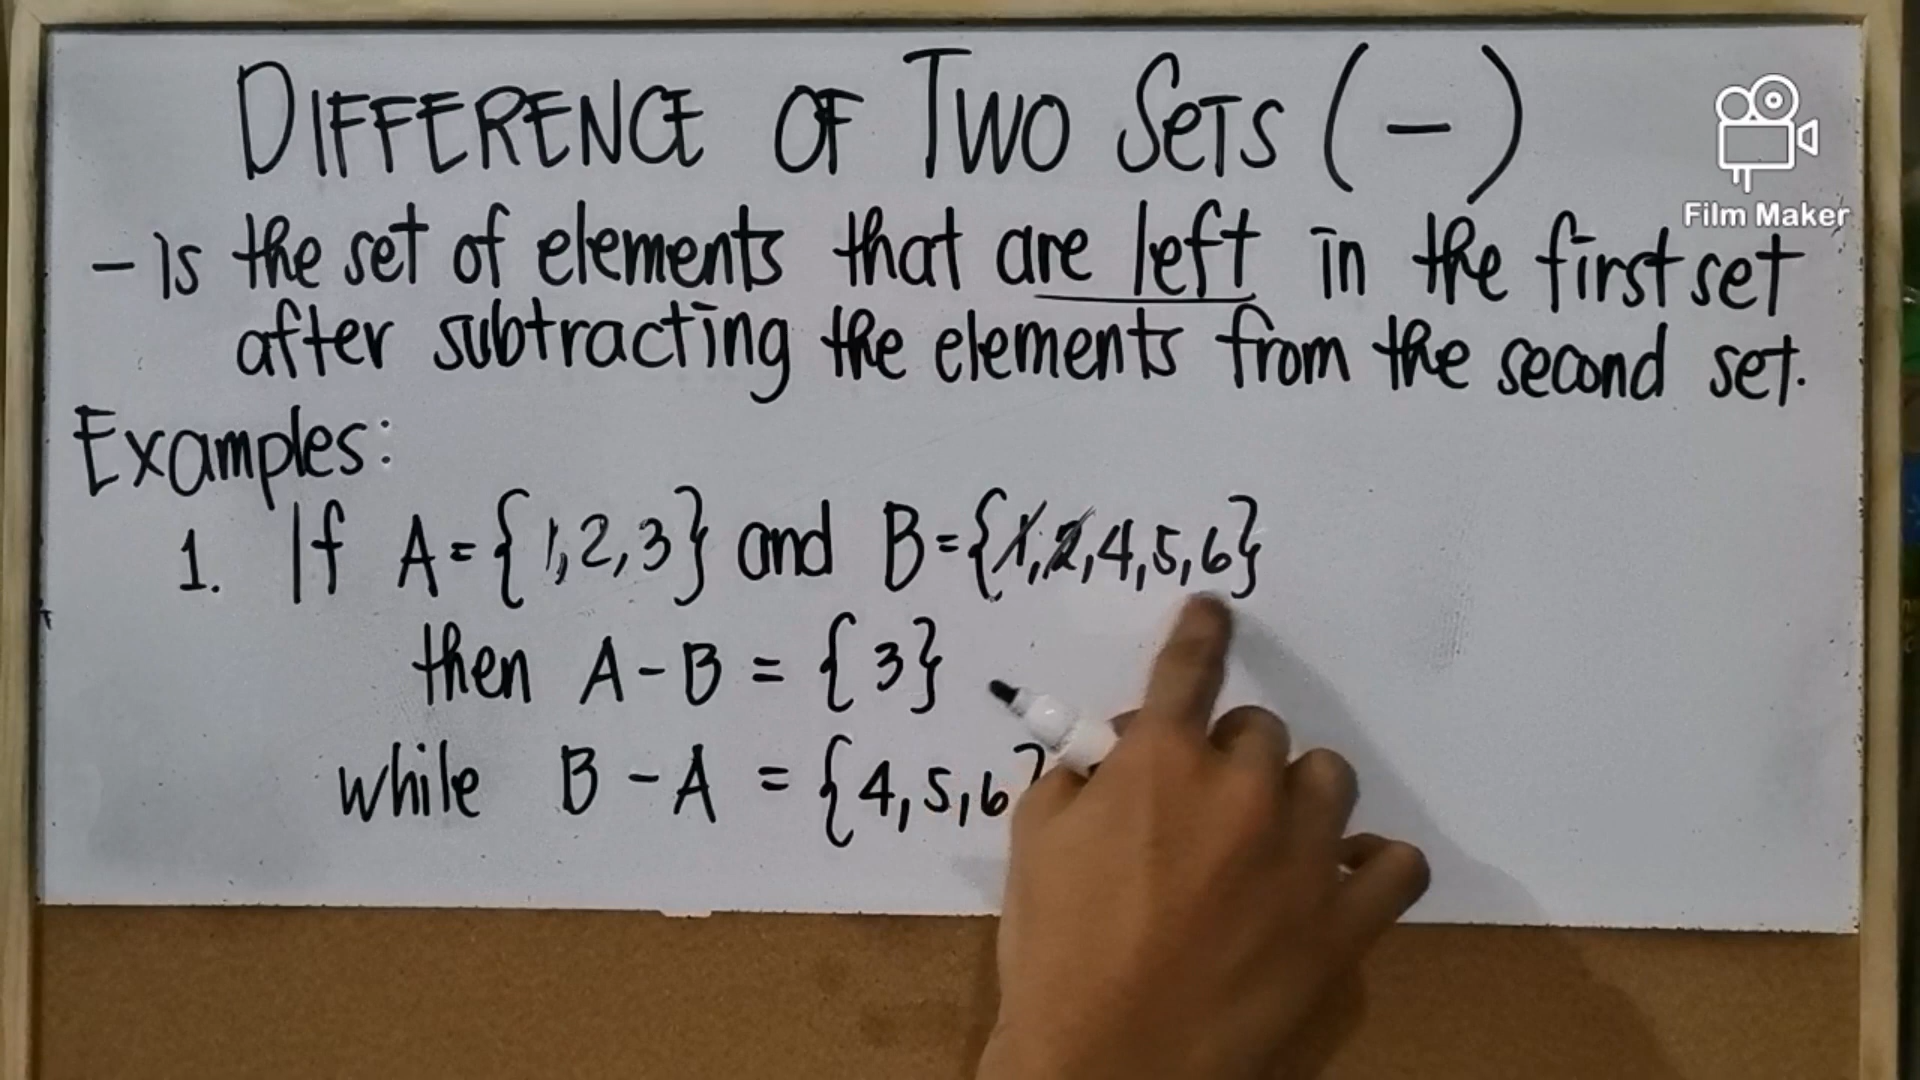 DIFFERENCE OF TWO SETS (-)
Film Maker
- is the set of elements that are left in the first set
after subtracting the elements from the second set.
Examples:
1. If A = {1,2,3} and B = {1,2,4,5,6}
then A - B = {3}
while B - A = {4,5,6}